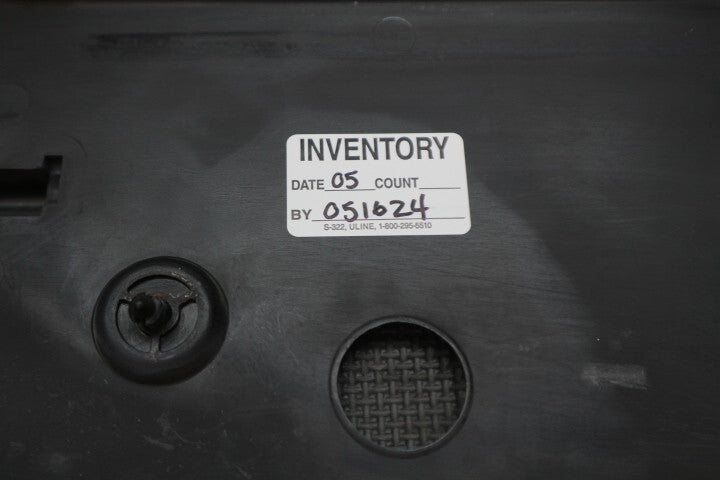 INVENTORY
DATE 05 COUNT
BY 051624
S-322, ULINE, 1-800-295-5510